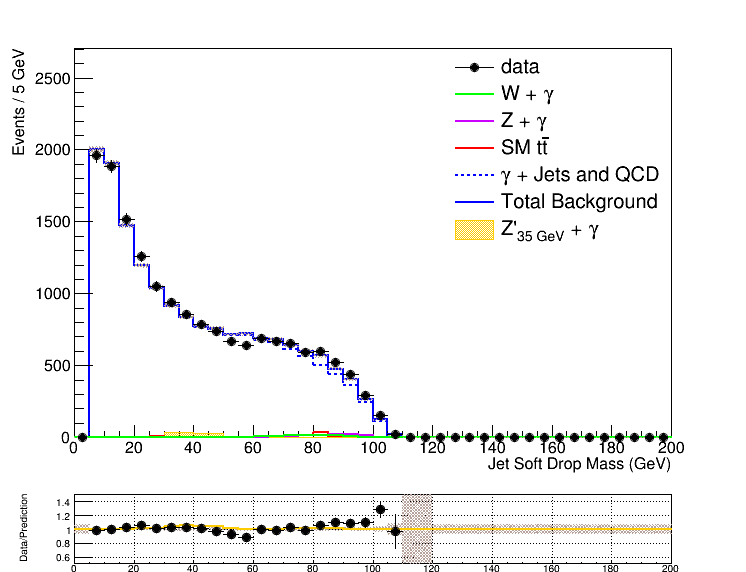 Events / 5 GeV
2500
2000
1500
1000
500
0
data
W + γ
Z + γ
SM tt̄
γ + Jets and QCD
Total Background
Z'35 GeV + γ
0 20 40 60 80 100 120 140 160 180 200
Jet Soft Drop Mass (GeV)
Data/Prediction
1.4
1.2
1
0.8
0.6
0 20 40 60 80 100 120 140 160 180 200